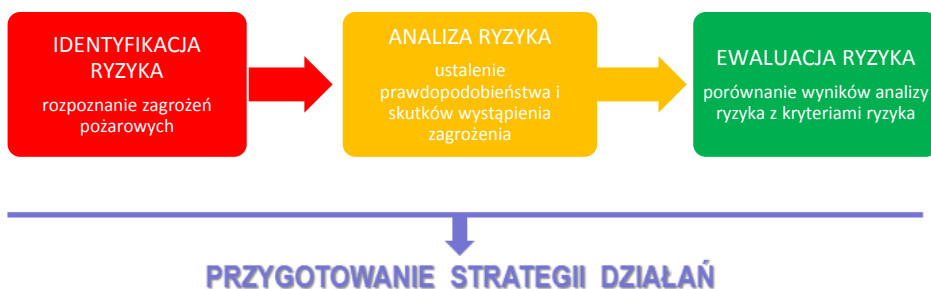 IDENTYFIKACJA
RYZYKA
rozpoznanie zagrożeń
pożarowych
ANALIZA RYZYKA
ustalenie
prawdopodobieństwa i
skutków wystąpienia
zagrożenia
EWALUACJA RYZYKA
porównanie wyników analizy
ryzyka z kryteriami ryzyka
PRZYGOTOWANIE STRATEGII DZIAŁAŃ